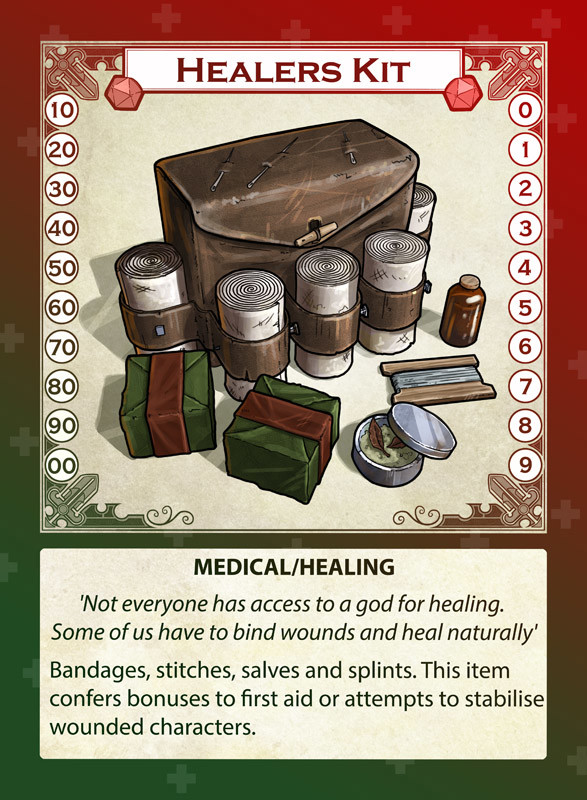 HEALERS KIT
10
20
30
40
50
60
70
80
90
00
0
1
2
3
4
5
6
7
8
9
MEDICAL/HEALING
'Not everyone has access to a god for healing.
Some of us have to bind wounds and heal naturally'
Bandages, stitches, salves and splints. This item
confers bonuses to first aid or attempts to stabilise
wounded characters.